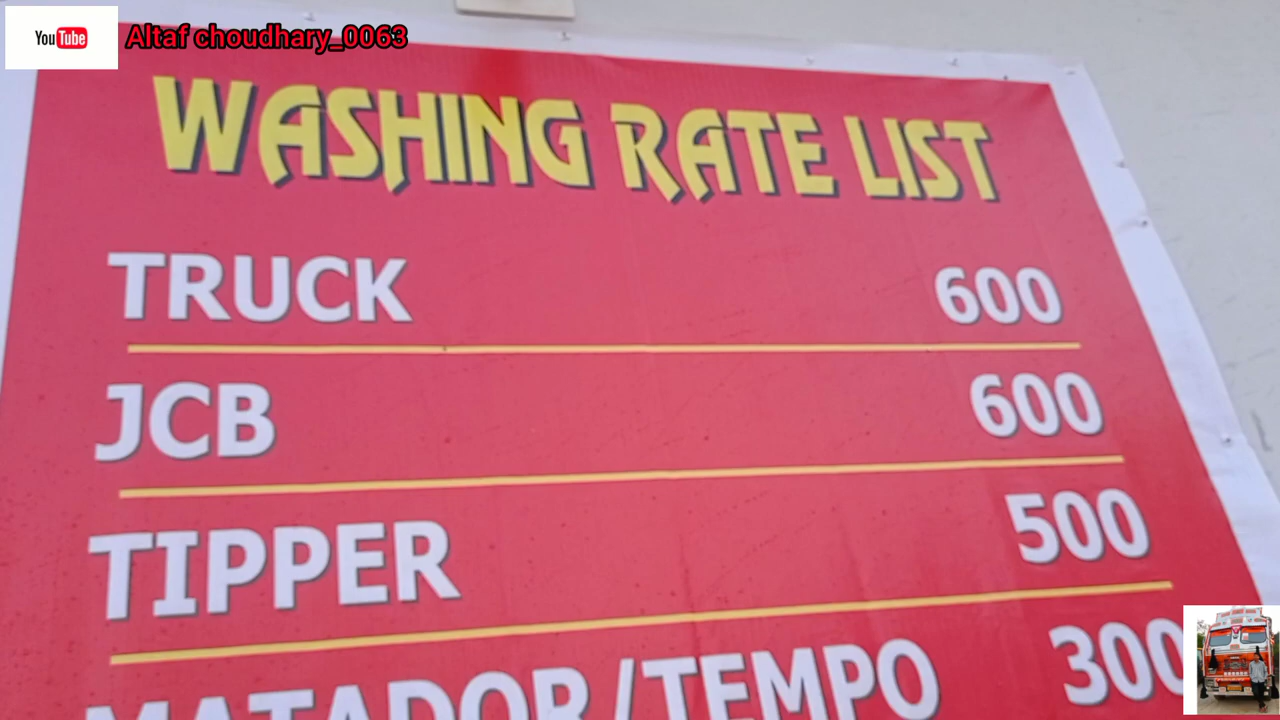 YouTube Altaf choudhary_0063
WASHING RATE LIST
TRUCK 600
JCB 600
TIPPER 500
MATADOR/TEMPO 300